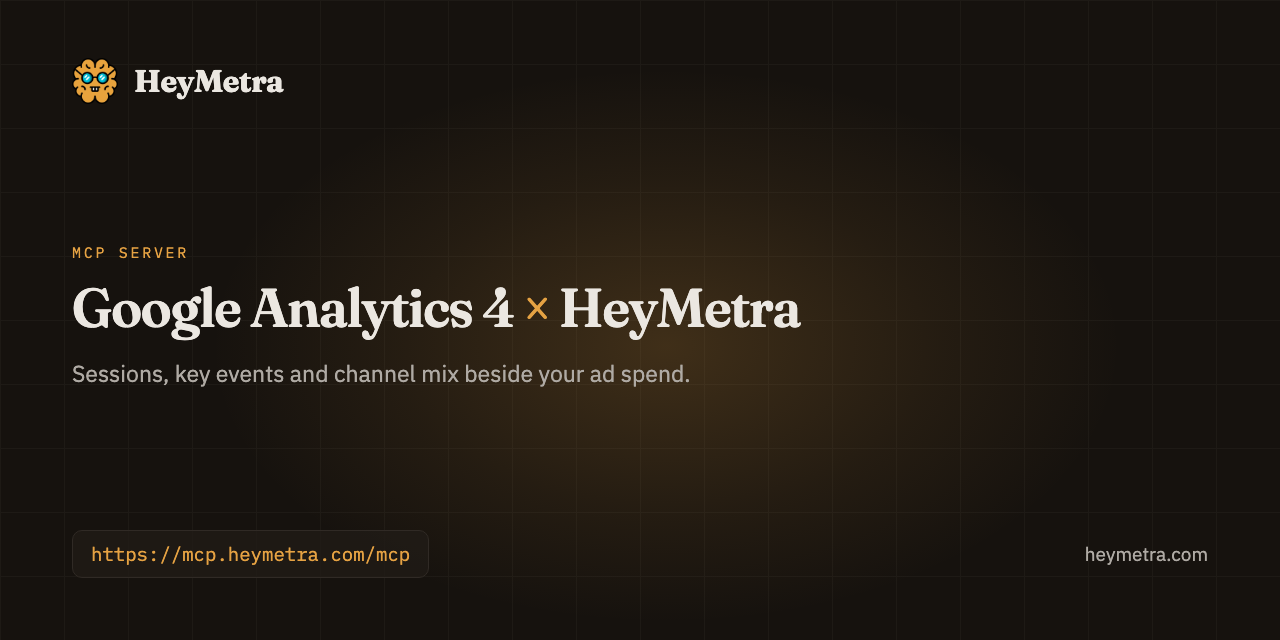 HeyMetra
MCP SERVER
Google Analytics 4 × HeyMetra
Sessions, key events and channel mix beside your ad spend.
https://mcp.heymetra.com/mcp
heymetra.com